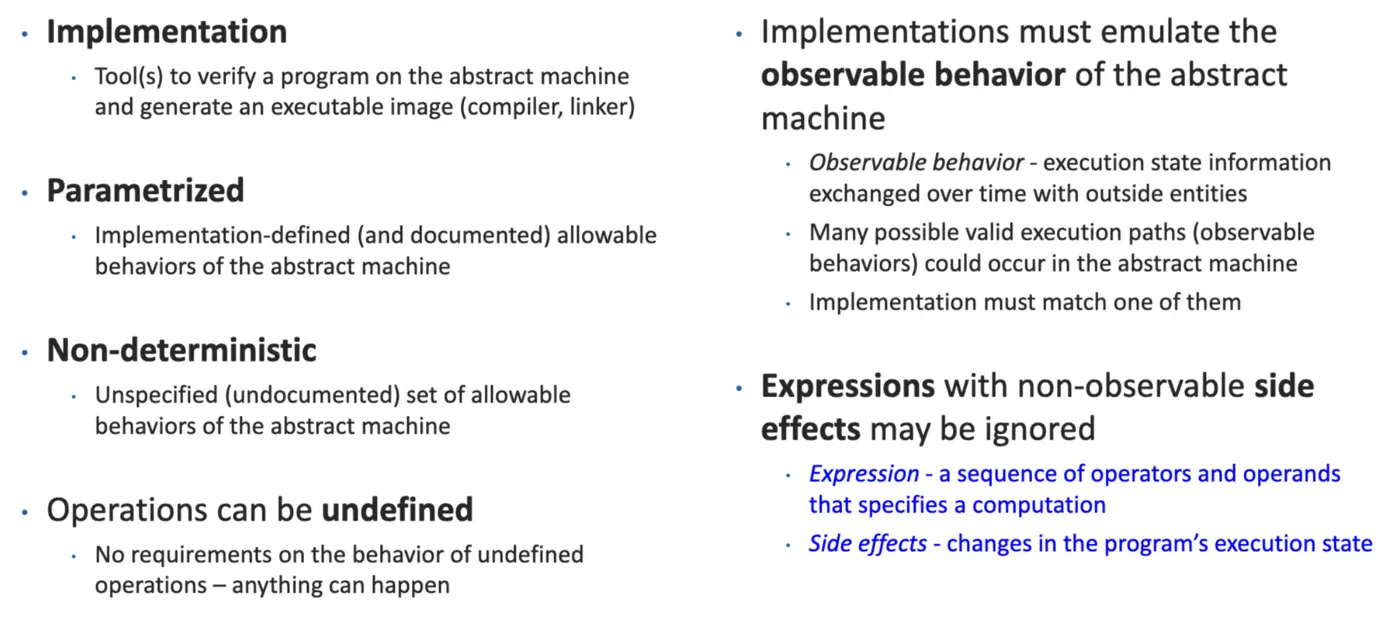 Implementation
Tool(s) to verify a program on the abstract machine
and generate an executable image (compiler, linker)
Parametrized
Implementation-defined (and documented) allowable
behaviors of the abstract machine
Non-deterministic
Unspecified (undocumented) set of allowable
behaviors of the abstract machine
Operations can be undefined
No requirements on the behavior of undefined
operations – anything can happen
Implementations must emulate the
observable behavior of the abstract
machine
Observable behavior - execution state information
exchanged over time with outside entities
Many possible valid execution paths (observable
behaviors) could occur in the abstract machine
Implementation must match one of them
Expressions with non-observable side
effects may be ignored
Expression - a sequence of operators and operands
that specifies a computation
Side effects - changes in the program's execution state